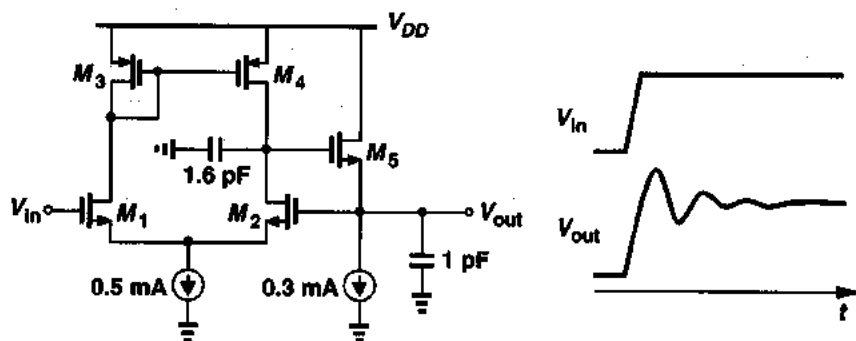 V_DD
M_3
M_4
1.6 pF
M_5
V_in
M_1
M_2
V_out
0.5 mA
0.3 mA
1 pF
V_in
V_out
t